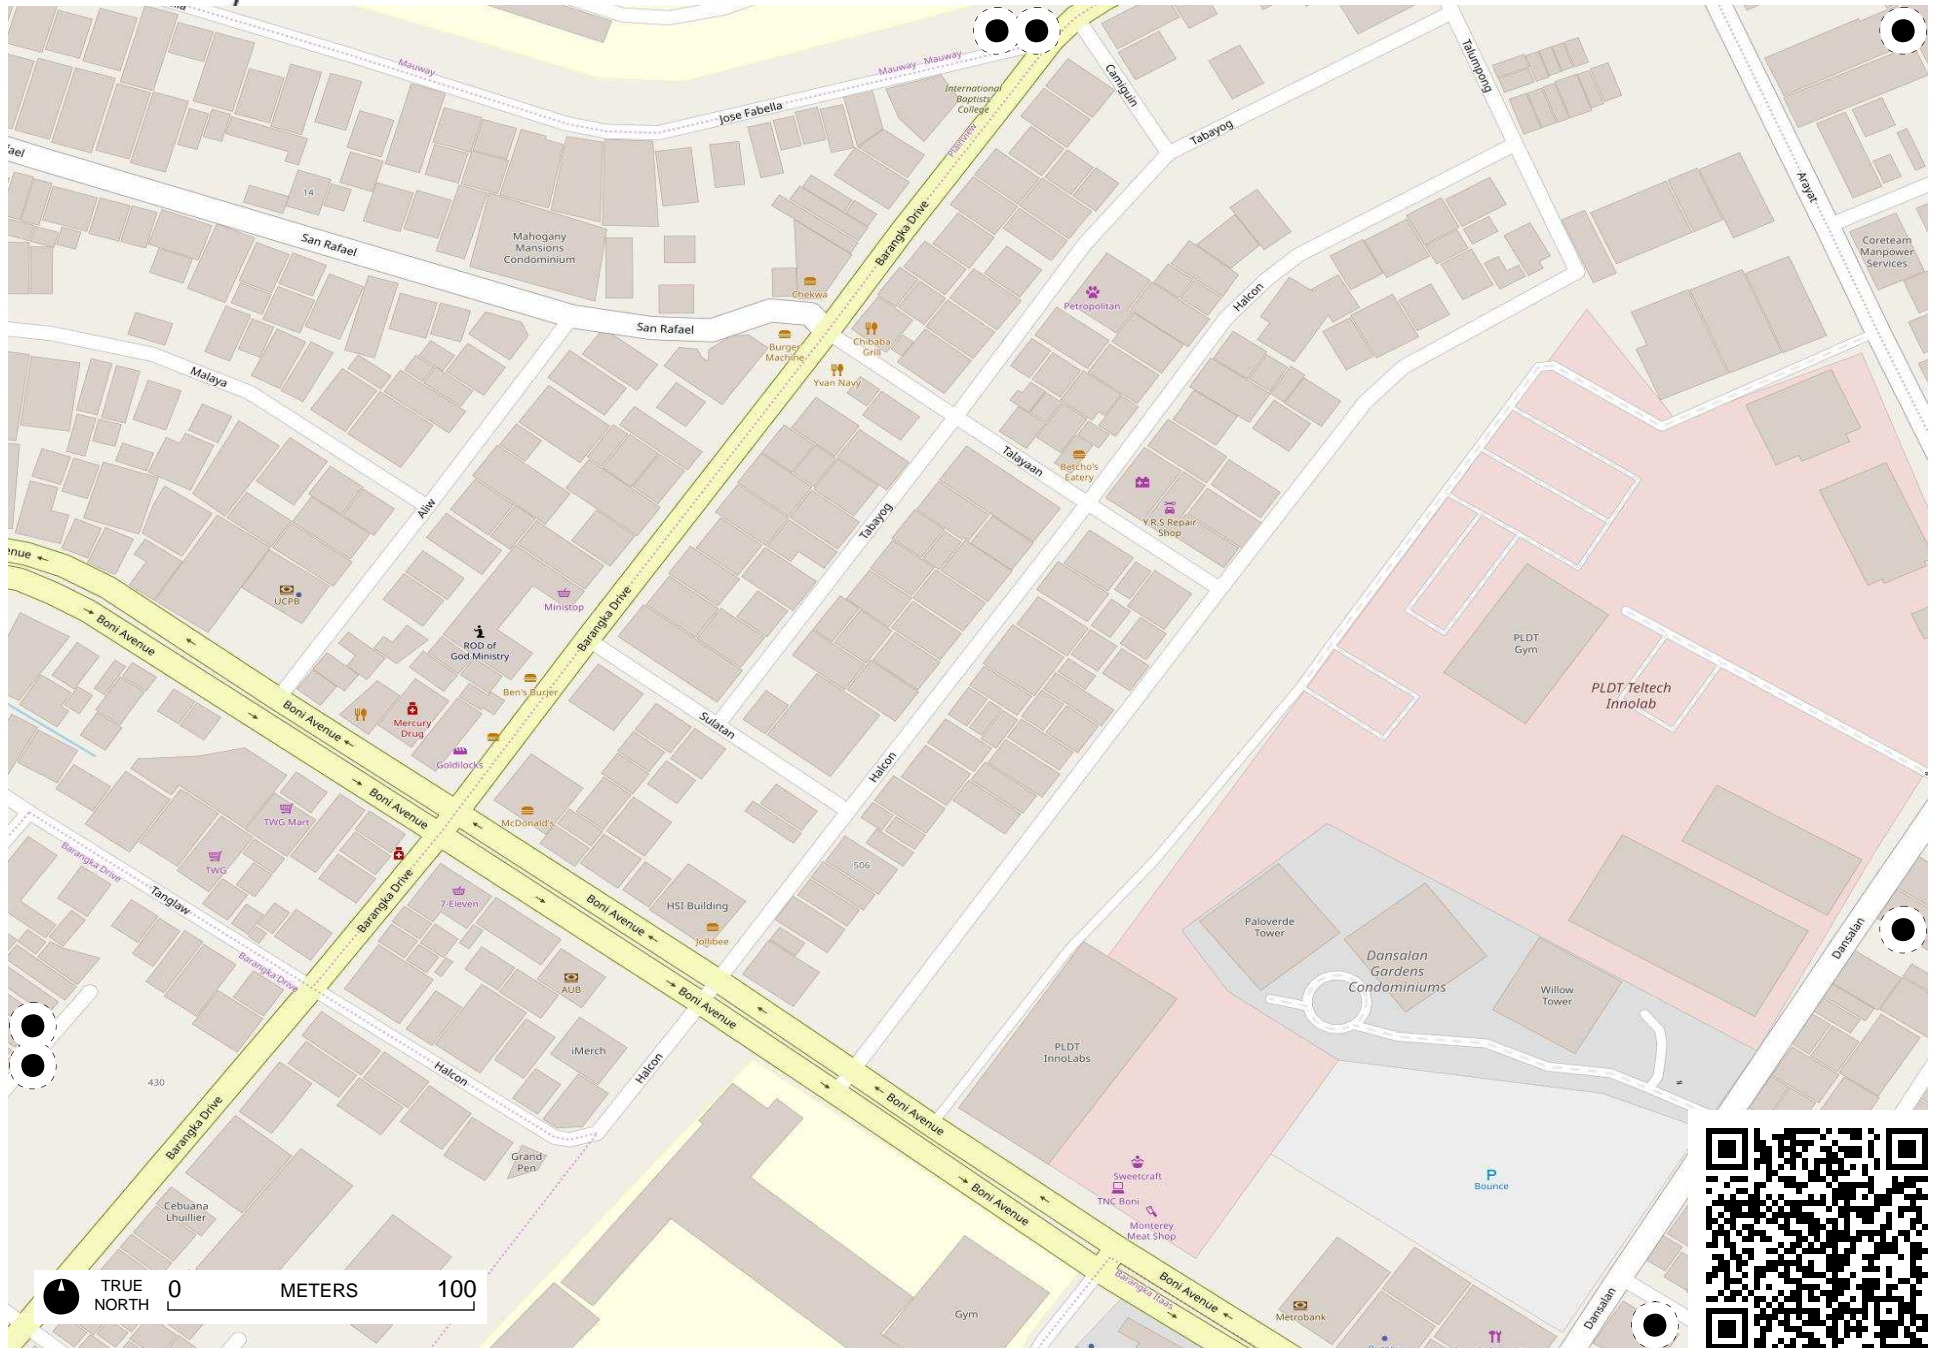 Mauway
Mauway
Mauway
Jose Fabella
International
Baptists
College
Plainview
Camiguin
Tabayog
Talumpong
Arayat
Coreteam
Manpower
Services
14
San Rafael
Mahogany
Mansions
Condominium
Barangka Drive
Chekwa
San Rafael
Burger
Machine
Chibaba
Grill
Yvan Navy
Petropolitan
Halcon
Malaya
Aliw
Talayaan
Betcho's
Eatery
Y.R.S Repair
Shop
Tabayog
UCPB
Ministop
Boni Avenue
ROD of
God Ministry
Barangka Drive
Ben's Burjer
PLDT
Gym
PLDT Teltech
Innolab
Boni Avenue
Mercury
Drug
Goldilocks
Sulatan
Halcon
Boni Avenue
McDonald's
TWG Mart
TWG
Barangka Drive
Tanglaw
Barangka Drive
7-Eleven
506
HSI Building
Boni Avenue
Jollibee
Paloverde
Tower
Dansalan
Gardens
Condominiums
Willow
Tower
Dansalan
Barangka Drive
AUB
Boni Avenue
iMerch
Halcon
Halcon
430
Barangka Drive
PLDT
InnoLabs
Boni Avenue
Grand
Pen
Cebuana
Lhuillier
Sweetcraft
TNC Boni
Monterey
Meat Shop
P
Bounce
Boni Avenue
Barangka Ilaas
Boni Avenue
Metrobank
Dansalan
Gym
TRUE
NORTH
0 METERS 100